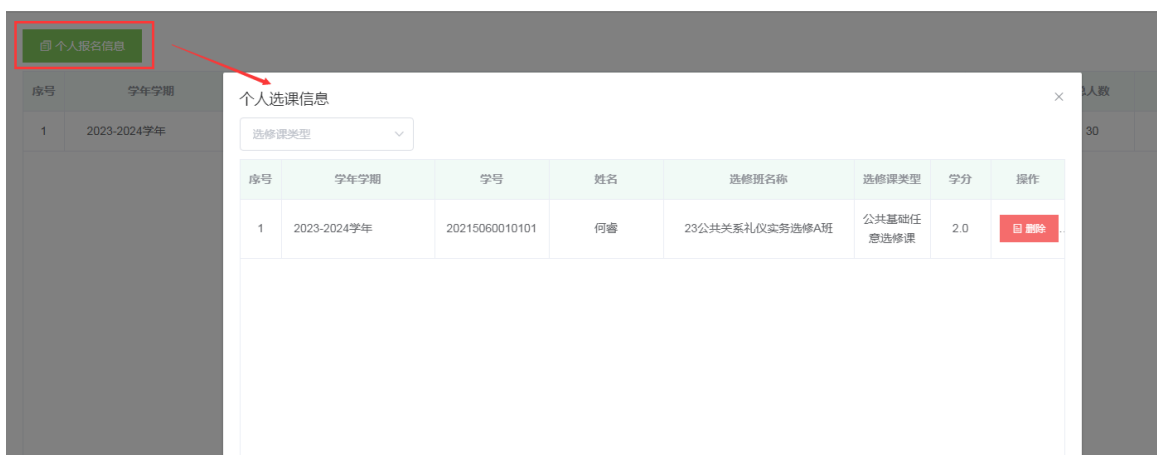 个人报名信息
序号 学年学期 总人数
1 2023-2024学年 30
个人选课信息
选修课类型
序号 学年学期 学号 姓名 选修班名称 选修课类型 学分 操作
1 2023-2024学年 20215060010101 何睿 23公共关系礼仪实务选修A班 公共基础任 2.0 删除
意选修课